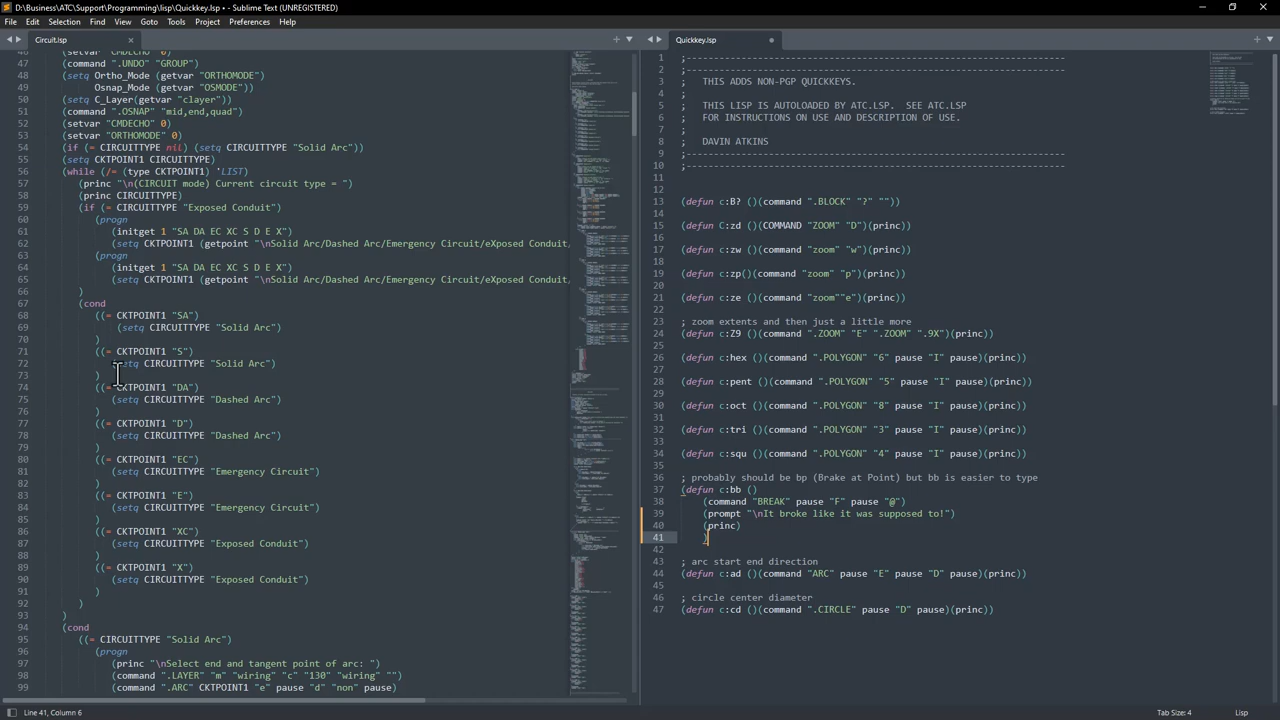 D:\Business\ATC\Support\Programming\lisp\Quickkey.lsp • - Sublime Text (UNREGISTERED)
File Edit Selection Find View Goto Tools Project Preferences Help
Circuit.lsp
46 (setvar "CMDECHO" 0)
47 (command ".UNDO" "GROUP")
48 (setq Ortho_Mode (getvar "ORTHOMODE")
49 Osnap_Mode (getvar "OSMODE"))
50 (setq C_Layer(getvar "clayer"))
51 (command ".OSNAP" "mid,end,quad")
52 (setvar "CMDECHO" 0)
53 (setvar "ORTHOMODE" 0)
54 (if (= CIRCUITTYPE nil) (setq CIRCUITTYPE "Solid Arc"))
55 (setq CKTPOINT1 CIRCUITTYPE)
56 (while (/= (type CKTPOINT1) 'LIST)
57 (princ "\n(CIRCUIT mode) Current circuit type = ")
58 (princ CIRCUITTYPE)
59 (if (= CIRCUITTYPE "Exposed Conduit")
60 (progn
61 (initget 1 "SA DA EC XC S D E X")
62 (setq CKTPOINT1 (getpoint "\nSolid Arc/Dashed Arc/Emergency Circuit/eXposed Conduit/
63 (progn
64 (initget 1 "SA DA EC XC S D E X")
65 (setq CKTPOINT1 (getpoint "\nSolid Arc/Dashed Arc/Emergency Circuit/eXposed Conduit/
66 )
67 (cond
68 ((= CKTPOINT1 "SA")
69 (setq CIRCUITTYPE "Solid Arc")
70 )
71 ((= CKTPOINT1 "S")
72 (setq CIRCUITTYPE "Solid Arc")
73 )
74 ((= CKTPOINT1 "DA")
75 (setq CIRCUITTYPE "Dashed Arc")
76 )
77 ((= CKTPOINT1 "D")
78 (setq CIRCUITTYPE "Dashed Arc")
79 )
80 ((= CKTPOINT1 "EC")
81 (setq CIRCUITTYPE "Emergency Circuit")
82 )
83 ((= CKTPOINT1 "E")
84 (setq CIRCUITTYPE "Emergency Circuit")
85 )
86 ((= CKTPOINT1 "XC")
87 (setq CIRCUITTYPE "Exposed Conduit")
88 )
89 ((= CKTPOINT1 "X")
90 (setq CIRCUITTYPE "Exposed Conduit")
91 )
92 )
93 )
94 (cond
95 ((= CIRCUITTYPE "Solid Arc")
96 (progn
97 (princ "\nSelect end and tangent point of arc: ")
98 (command ".LAYER" "m" "wiring" "c" "130" "wiring" "")
99 (command ".ARC" CKTPOINT1 "e" pause "d" "non" pause)
Quickkey.lsp
1 ;------------------------------------------------------------------------------
2 ;------------------------------------------------------------------------------
3 ; THIS ADDS NON-PGP QUICKKEYS.
4 ;
5 ; THIS LISP IS AUTOLOADED BY ATC.LSP. SEE ATC.LSP
6 ; FOR INSTRUCTIONS ON USE AND DESCRIPTION OF USE.
7 ;
8 ; DAVIN ATKINS
9 ;------------------------------------------------------------------------------
10 ;------------------------------------------------------------------------------
11
12
13 (defun c:B? ()(command ".BLOCK" "?" ""))
14
15 (defun C:zd ()(COMMAND "ZOOM" "D")(princ))
16
17 (defun c:zw ()(command "zoom" "w")(princ))
18
19 (defun c:zp()(command "zoom" "p")(princ))
20
21 (defun c:ze ()(command "zoom""e")(princ))
22
23 ; zoom extents and then just a little more
24 (defun C:Z9 ()(command ".ZOOM" "E" ".ZOOM" ".9X")(princ))
25
26 (defun c:hex ()(command ".POLYGON" "6" pause "I" pause)(princ))
27
28 (defun c:pent ()(command ".POLYGON" "5" pause "I" pause)(princ))
29
30 (defun c:oct ()(command ".POLYGON" "8" pause "I" pause)(princ))
31
32 (defun c:tri ()(command ".POLYGON" "3" pause "I" pause)(princ))
33
34 (defun c:squ ()(command ".POLYGON" "4" pause "I" pause)(princ))
35
36 ; probably should be bp (Brake at Point) but bb is easier to type
37 (defun c:bb ()
38 (command "BREAK" pause "F" pause "@")
39 (prompt "\nIt broke like it was supposed to!")
40 (princ)
41 )
42
43 ; arc start end direction
44 (defun c:ad ()(command "ARC" pause "E" pause "D" pause)(princ))
45
46 ; circle center diameter
47 (defun c:cd ()(command ".CIRCLE" pause "D" pause)(princ))
Line 41, Column 6
Tab Size: 4
Lisp